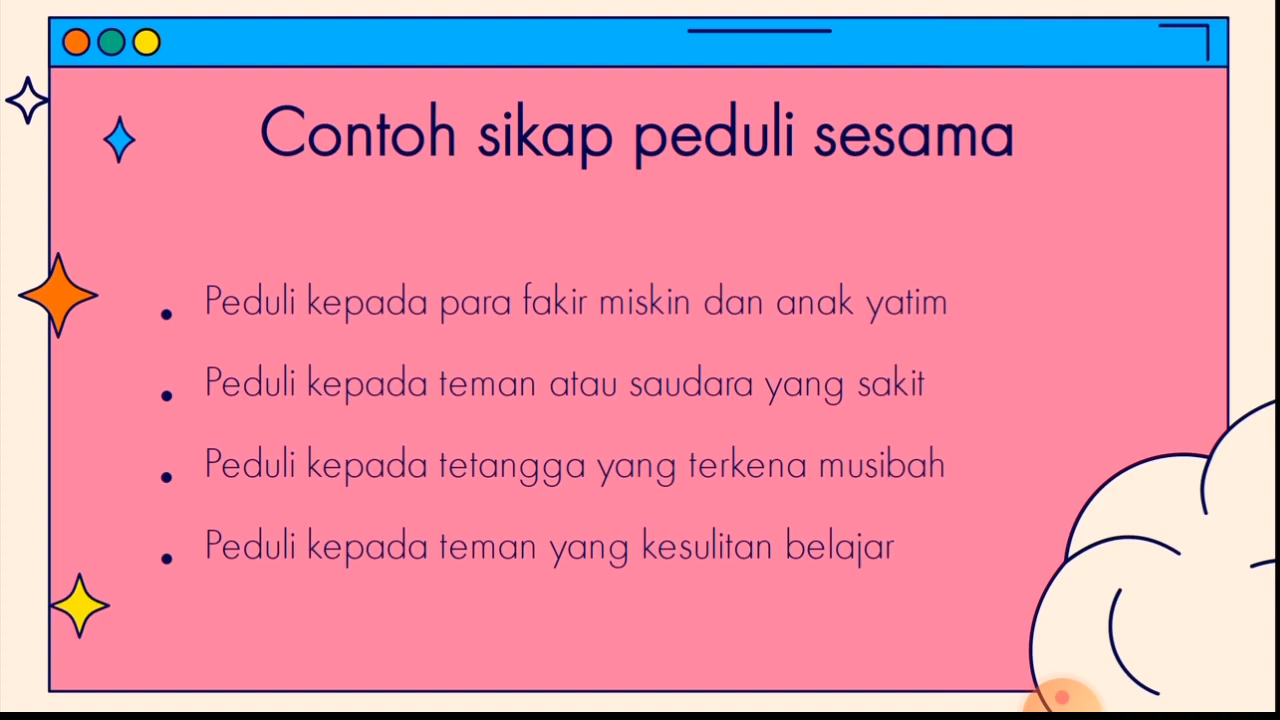 Contoh sikap peduli sesama
Peduli kepada para fakir miskin dan anak yatim
Peduli kepada teman atau saudara yang sakit
Peduli kepada tetangga yang terkena musibah
Peduli kepada teman yang kesulitan belajar